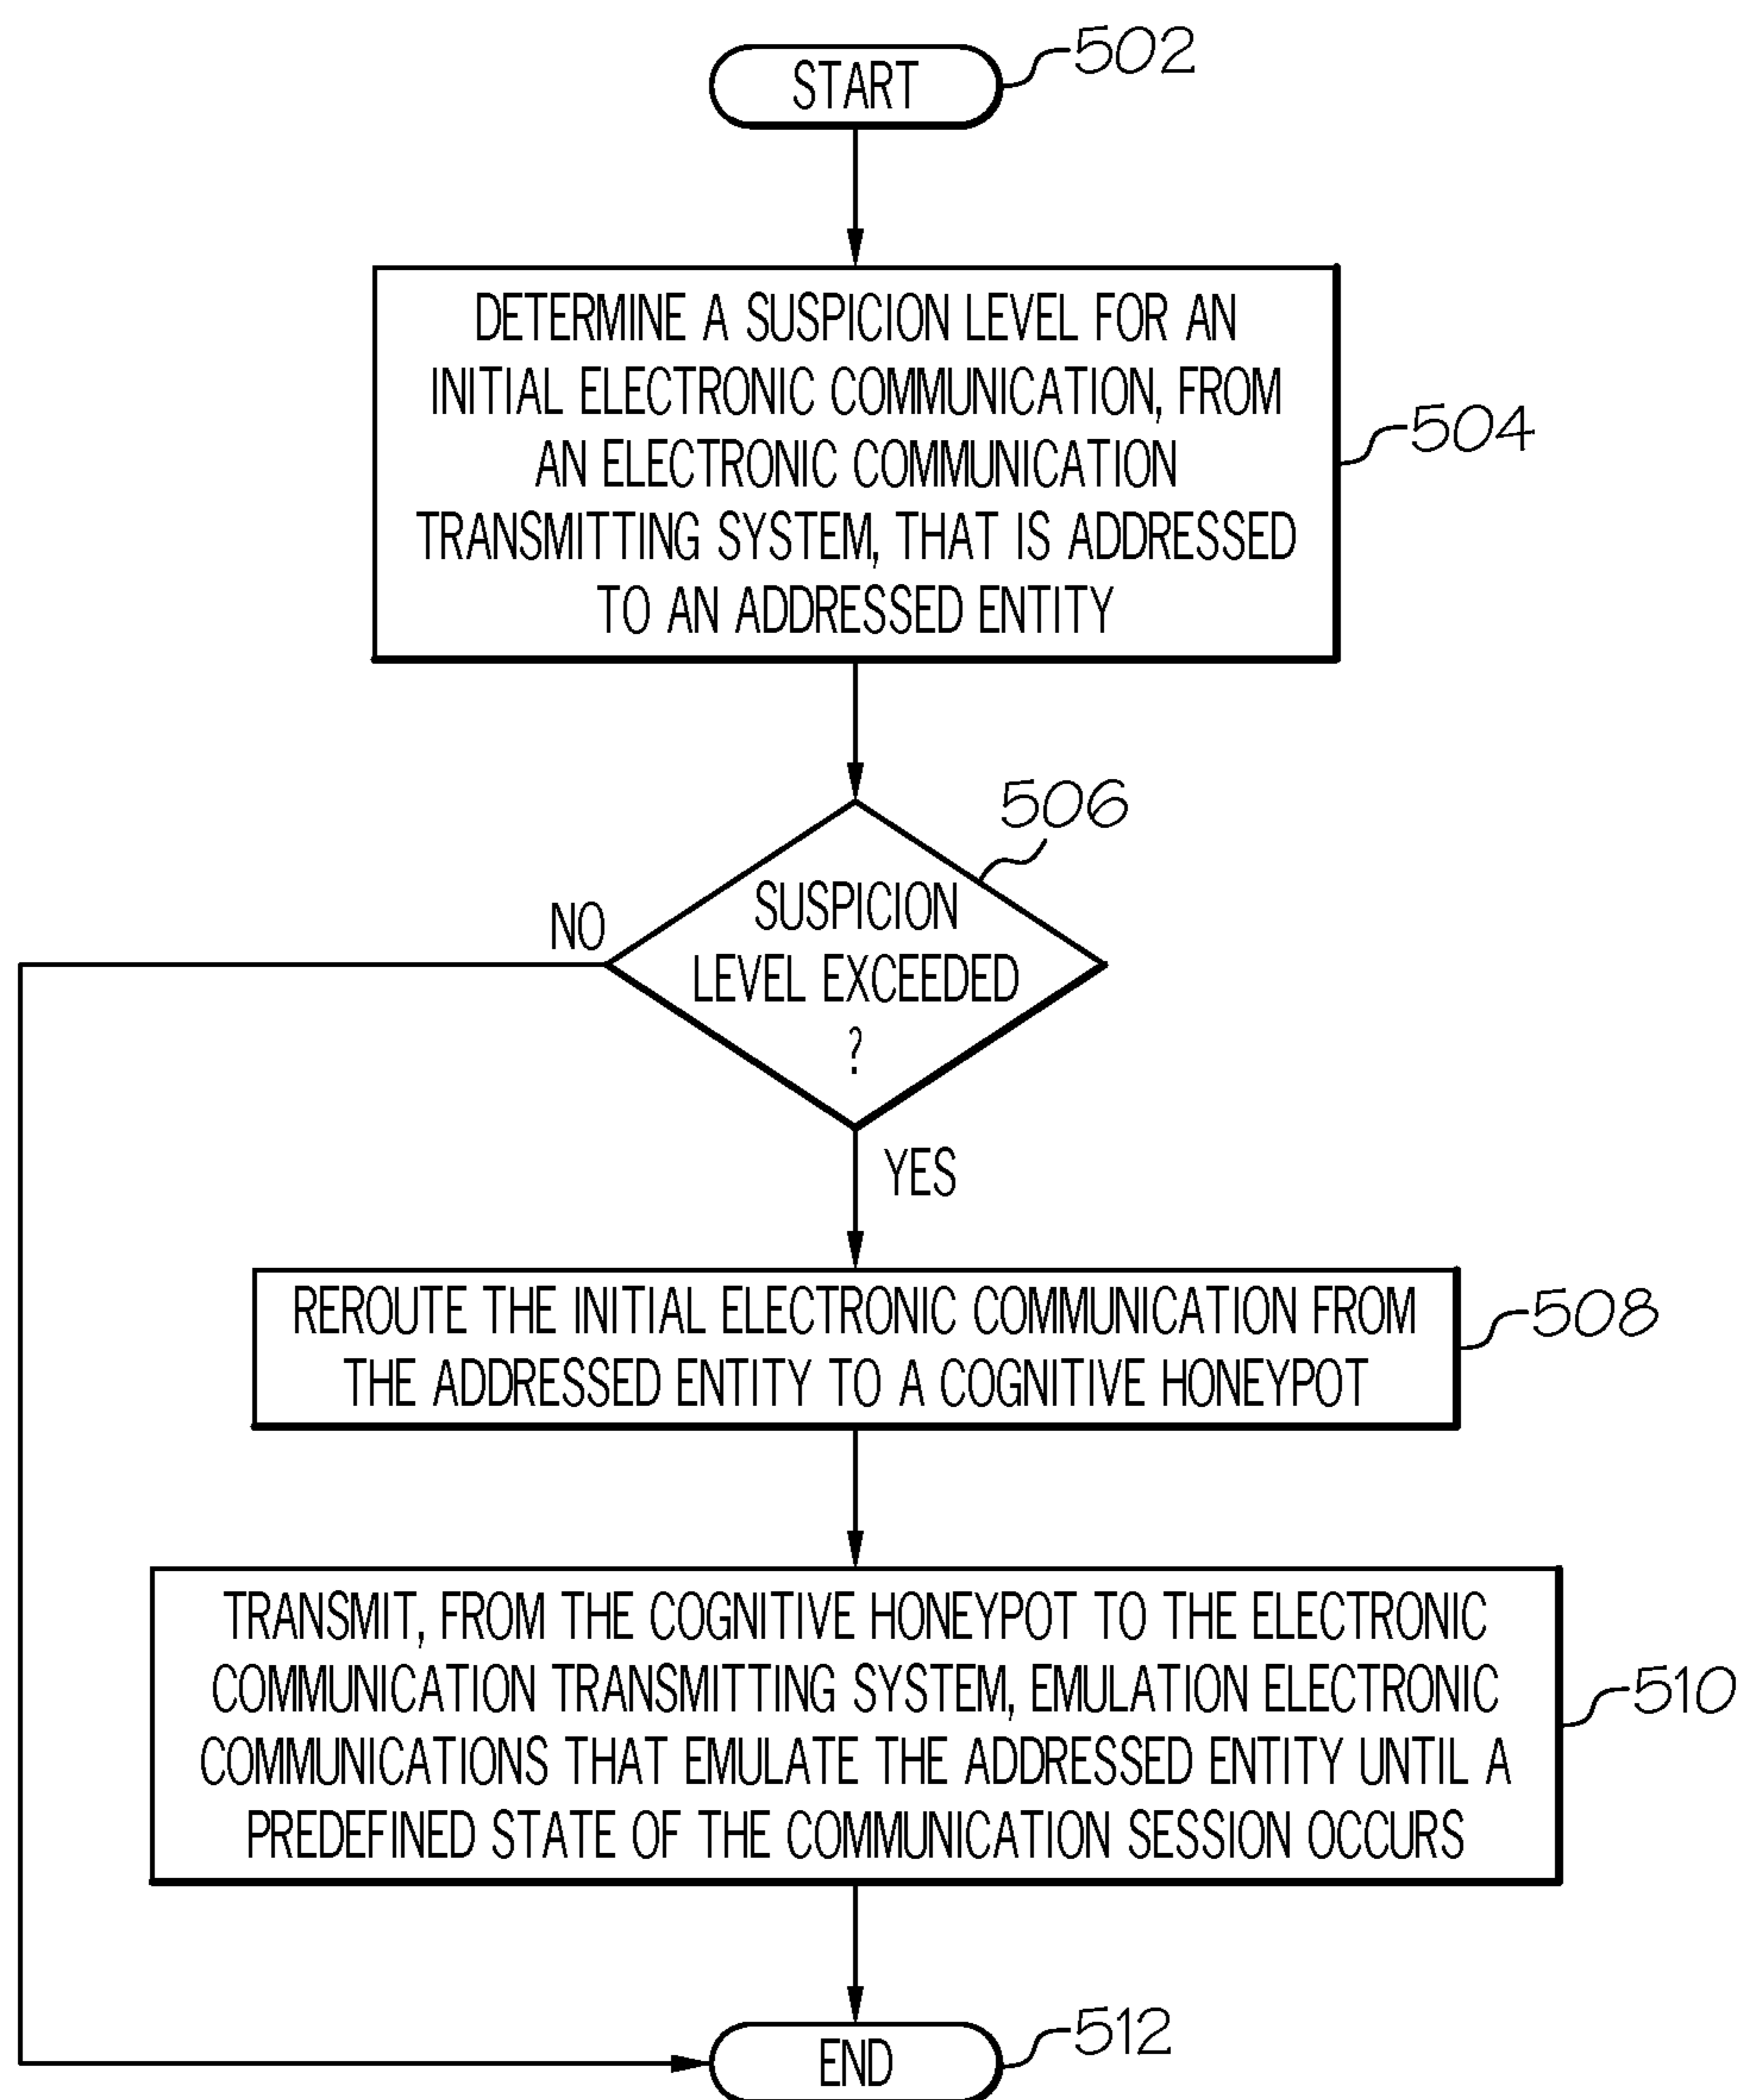 START
502
DETERMINE A SUSPICION LEVEL FOR AN
INITIAL ELECTRONIC COMMUNICATION, FROM
AN ELECTRONIC COMMUNICATION
TRANSMITTING SYSTEM, THAT IS ADDRESSED
TO AN ADDRESSED ENTITY
504
506
SUSPICION
LEVEL EXCEEDED
?
NO
YES
REROUTE THE INITIAL ELECTRONIC COMMUNICATION FROM
THE ADDRESSED ENTITY TO A COGNITIVE HONEYPOT
508
TRANSMIT, FROM THE COGNITIVE HONEYPOT TO THE ELECTRONIC
COMMUNICATION TRANSMITTING SYSTEM, EMULATION ELECTRONIC
COMMUNICATIONS THAT EMULATE THE ADDRESSED ENTITY UNTIL A
PREDEFINED STATE OF THE COMMUNICATION SESSION OCCURS
510
END
512